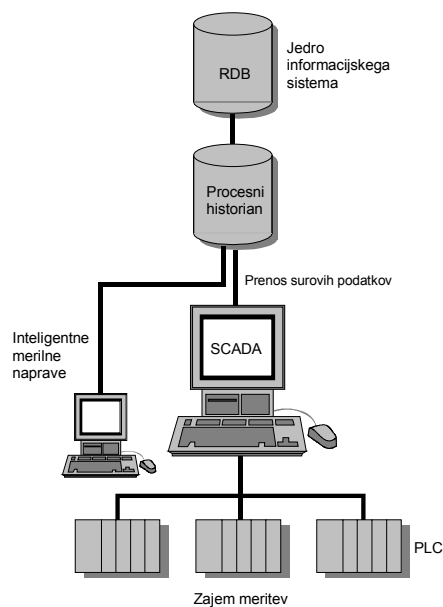 RDB
Jedro
informacijskega
sistema
Procesni
historian
Prenos surovih podatkov
Inteligentne
merilne
naprave
SCADA
PLC
Zajem meritev